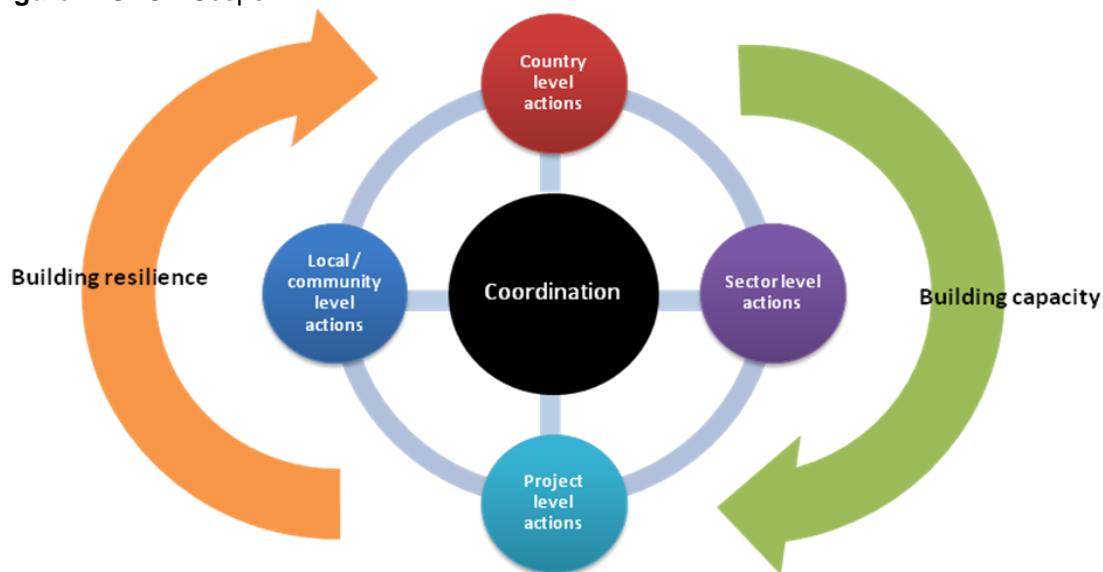 Country
level
actions
Local /
community
level
actions
Building resilience
Coordination
Sector level
actions
Building capacity
Project
level
actions